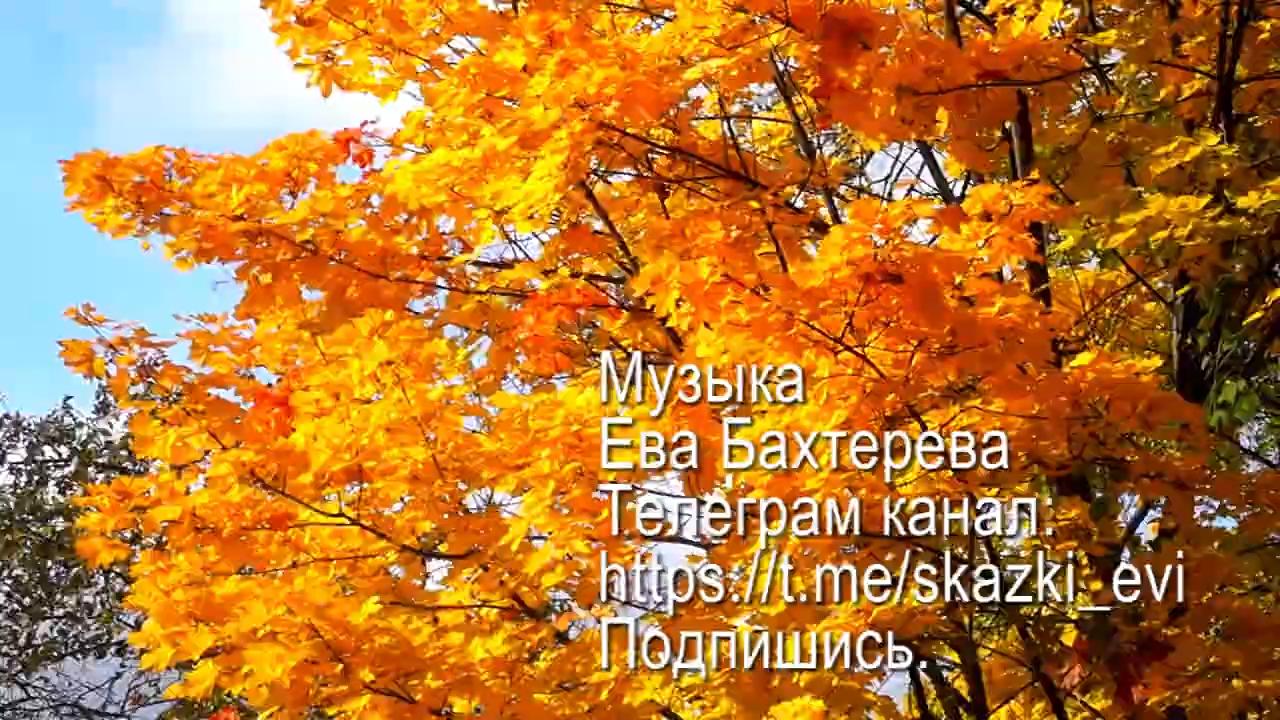 Музыка
Ева Бахтерева
Телеграм канал:
https://t.me/skazki_evi
Подпишись.